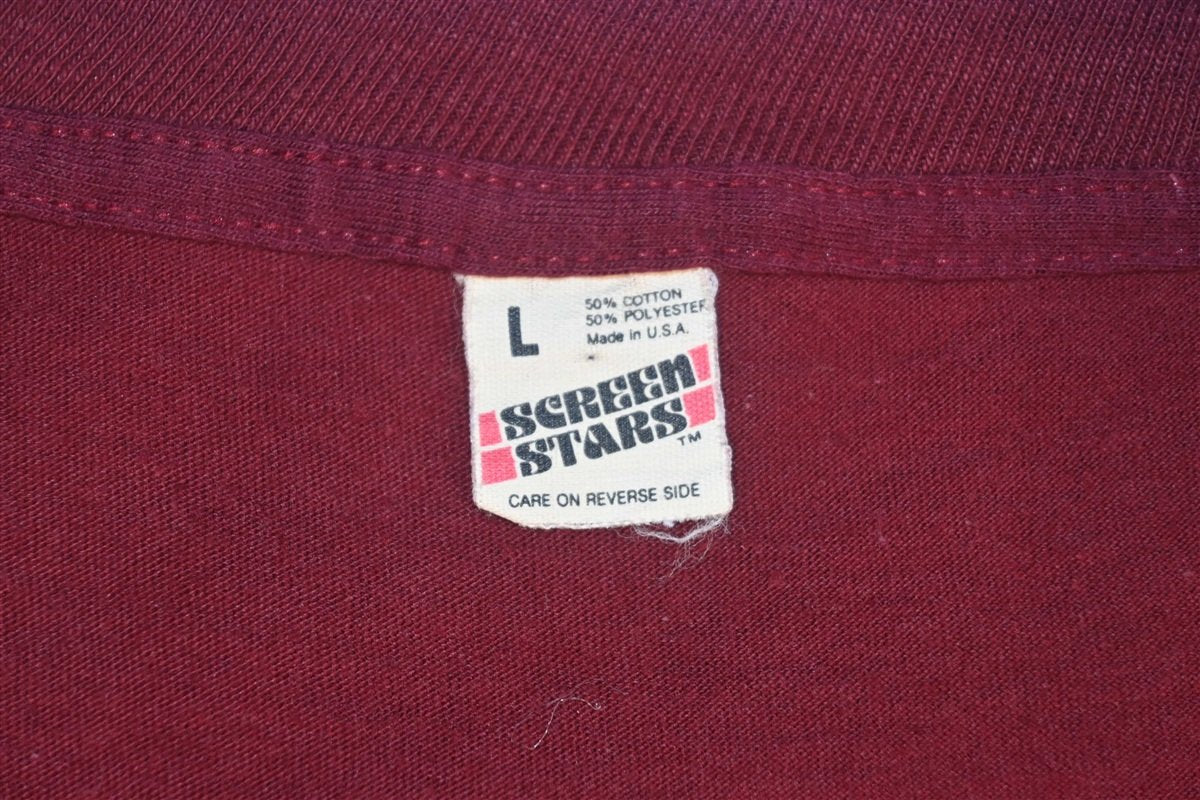 L
50% COTTON
50% POLYESTER
Made in U.S.A.
SCREEN
STARS™
CARE ON REVERSE SIDE